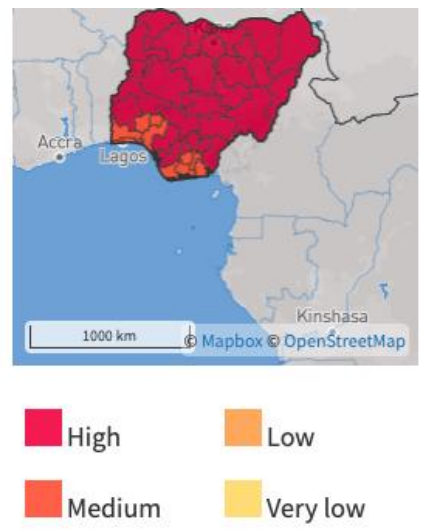 Accra
Lagos
Kinshasa
1000 km
© Mapbox © OpenStreetMap
High
Low
Medium
Very low